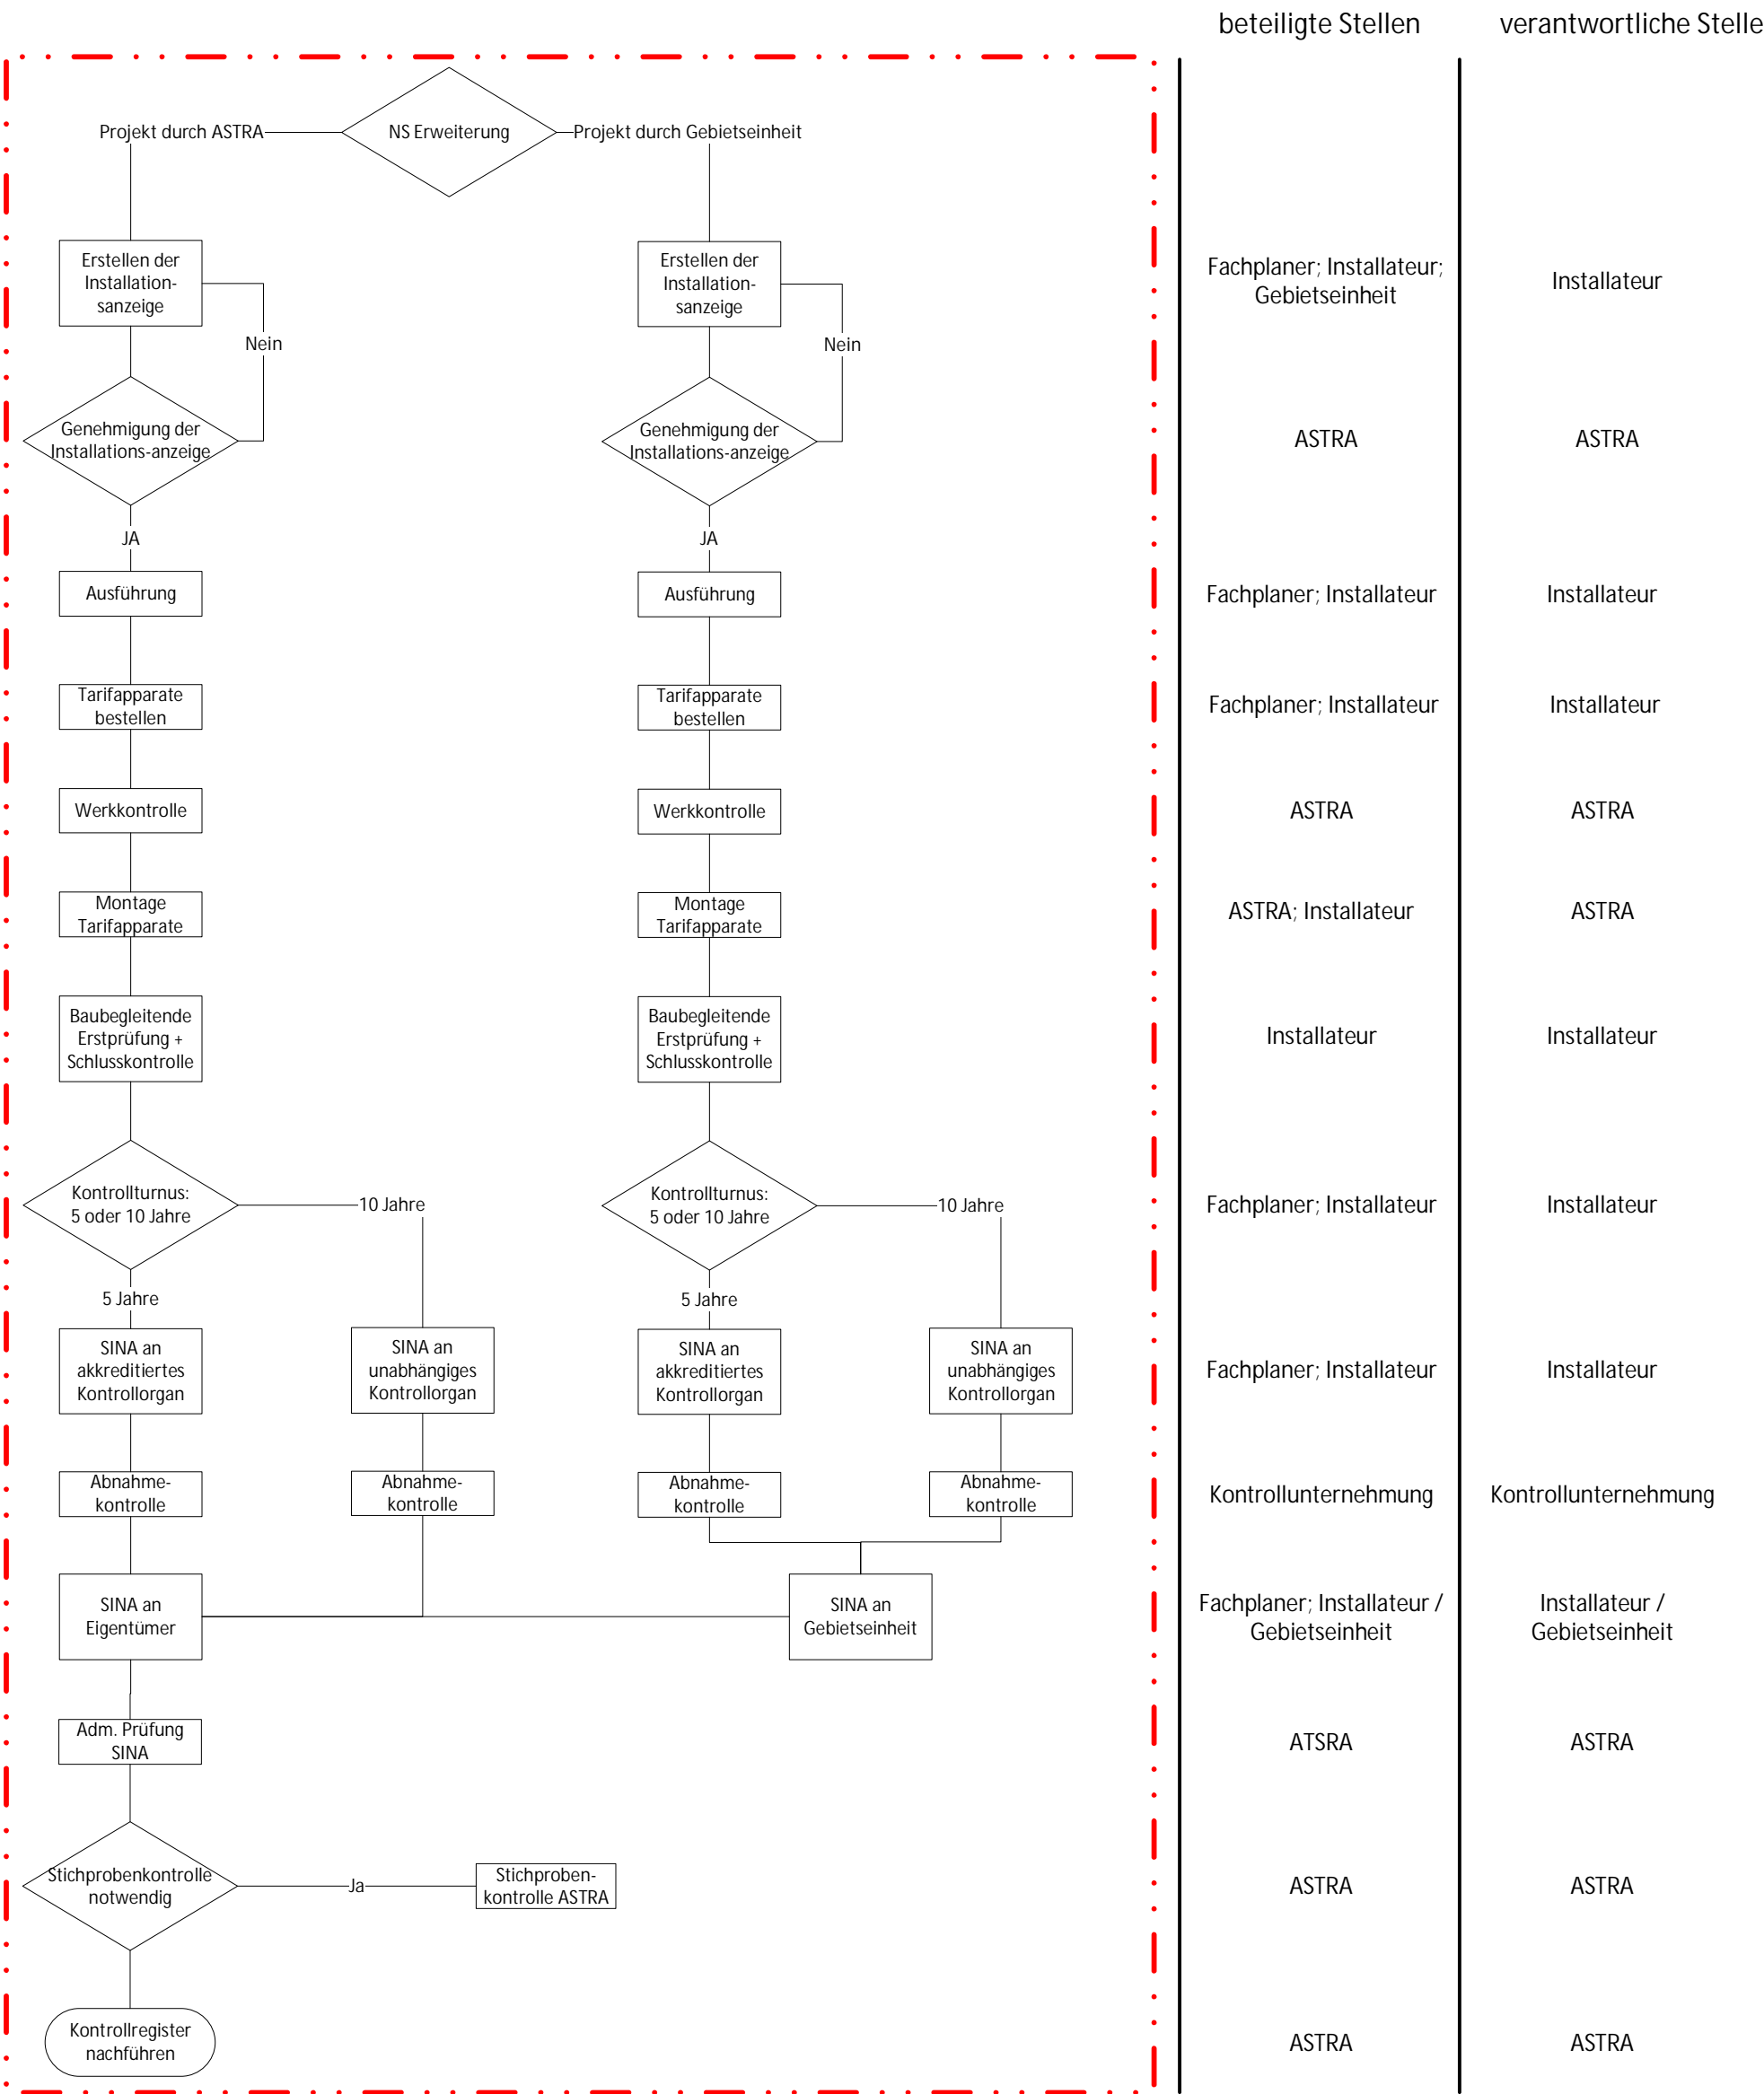 beteiligte Stellen
verantwortliche Stelle
Projekt durch ASTRA
NS Erweiterung
Projekt durch Gebietseinheit
Erstellen der
Installation-
sanzeige
Erstellen der
Installation-
sanzeige
Fachplaner; Installateur;
Gebietseinheit
Installateur
Nein
Nein
Genehmigung der
Installations-anzeige
Genehmigung der
Installations-anzeige
ASTRA
ASTRA
JA
JA
Ausführung
Ausführung
Fachplaner; Installateur
Installateur
Tarifapparate
bestellen
Tarifapparate
bestellen
Fachplaner; Installateur
Installateur
Werkkontrolle
Werkkontrolle
ASTRA
ASTRA
Montage
Tarifapparate
Montage
Tarifapparate
ASTRA; Installateur
ASTRA
Baubegleitende
Erstprüfung +
Schlusskontrolle
Baubegleitende
Erstprüfung +
Schlusskontrolle
Installateur
Installateur
Kontrollturnus:
5 oder 10 Jahre
10 Jahre
Kontrollturnus:
5 oder 10 Jahre
10 Jahre
Fachplaner; Installateur
Installateur
5 Jahre
5 Jahre
SINA an
akkreditiertes
Kontrollorgan
SINA an
unabhängiges
Kontrollorgan
SINA an
akkreditiertes
Kontrollorgan
SINA an
unabhängiges
Kontrollorgan
Fachplaner; Installateur
Installateur
Abnahme-
kontrolle
Abnahme-
kontrolle
Abnahme-
kontrolle
Abnahme-
kontrolle
Kontrollunternehmung
Kontrollunternehmung
SINA an
Eigentümer
SINA an
Gebietseinheit
Fachplaner; Installateur /
Gebietseinheit
Installateur /
Gebietseinheit
Adm. Prüfung
SINA
ATSRA
ASTRA
Stichprobenkontrolle
notwendig
Ja
Stichproben-
kontrolle ASTRA
ASTRA
ASTRA
Kontrollregister
nachführen
ASTRA
ASTRA